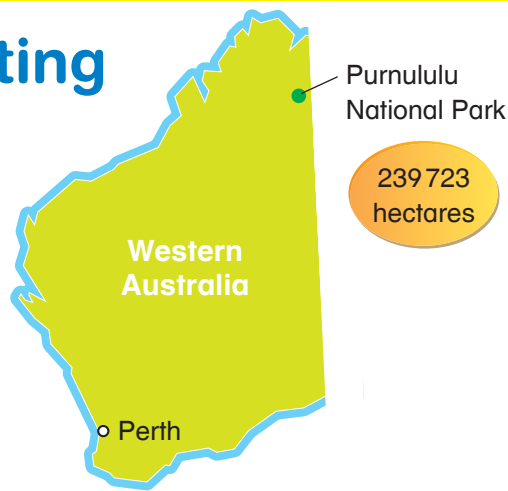 ting
Purnululu
National Park
239 723
hectares
Western
Australia
Perth